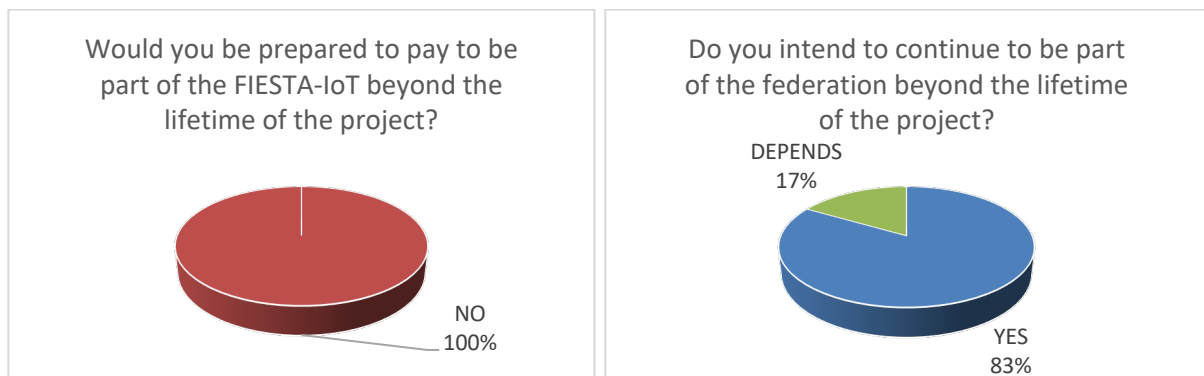 Would you be prepared to pay to be
part of the FIESTA-IoT beyond the
lifetime of the project?
NO
100%
Do you intend to continue to be part
of the federation beyond the lifetime
of the project?
DEPENDS
17%
YES
83%